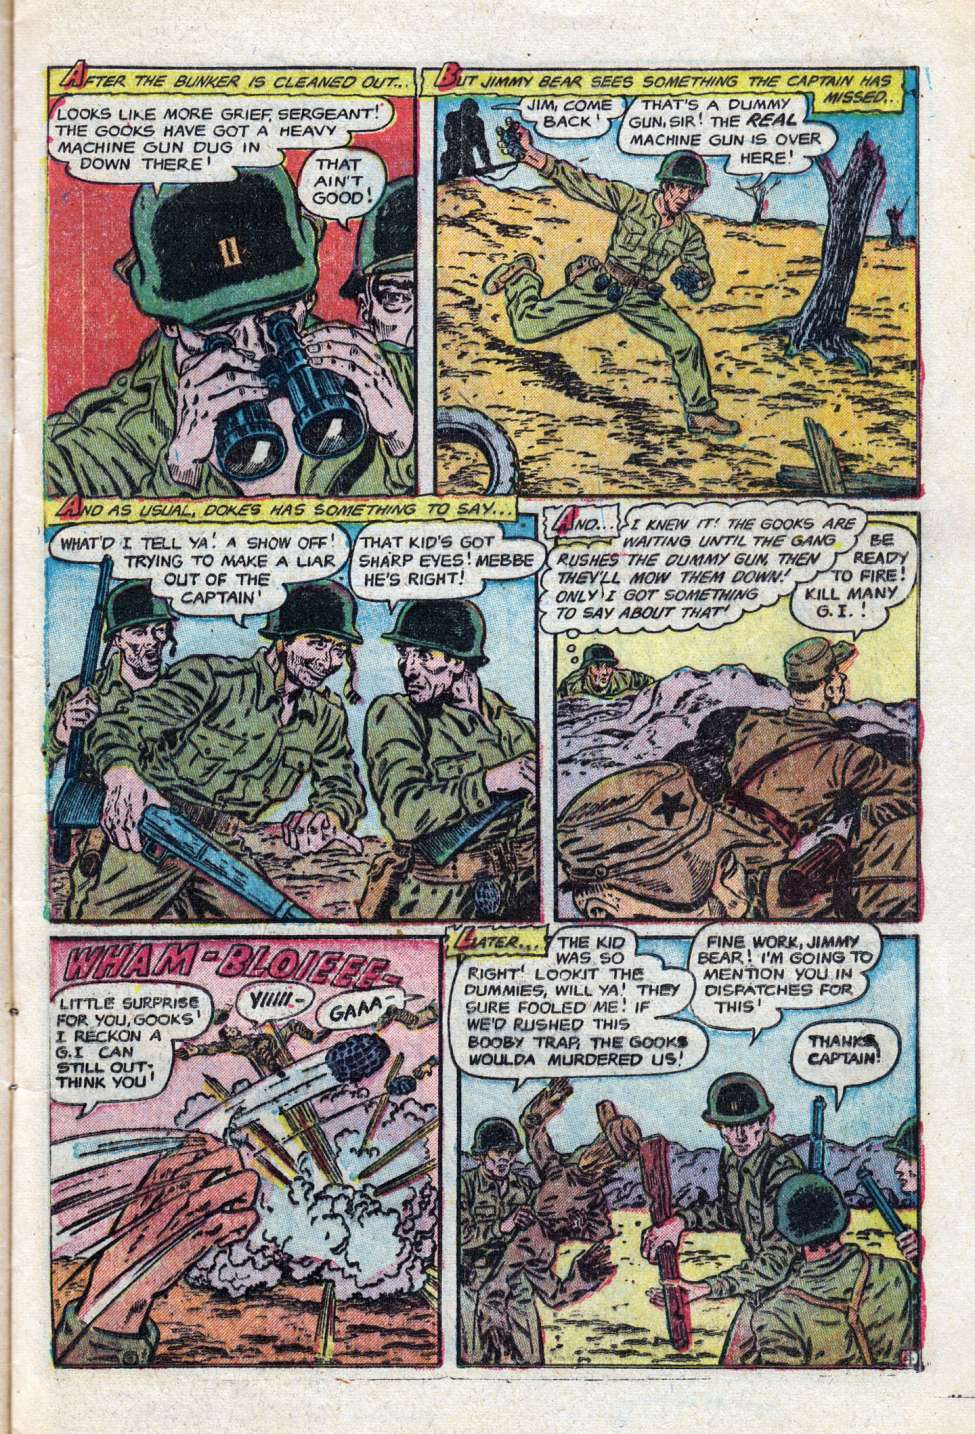 AFTER THE BUNKER IS CLEANED OUT...
LOOKS LIKE MORE GRIEF, SERGEANT!
THE GOOKS HAVE GOT A HEAVY
MACHINE GUN DUG IN
DOWN THERE!
THAT
AIN'T
GOOD!
BUT JIMMY BEAR SEES SOMETHING THE CAPTAIN HAS
MISSED...
JIM, COME
BACK!
THAT'S A DUMMY
GUN, SIR! THE REAL
MACHINE GUN IS OVER
HERE!
AND AS USUAL, DOKES HAS SOMETHING TO SAY...
WHAT'D I TELL YA! A SHOW OFF!
TRYING TO MAKE A LIAR
OUT OF THE
CAPTAIN!
THAT KID'S GOT
SHARP EYES! MEBBE
HE'S RIGHT!
AND...
I KNEW IT! THE GOOKS ARE
WAITING UNTIL THE GANG
RUSHES THE DUMMY GUN, THEN
THEY'LL MOW THEM DOWN!
ONLY I GOT SOMETHING
TO SAY ABOUT THAT!
BE
READY
TO FIRE!
KILL MANY
G.I.!
WHAM-BLOIEEE-
LITTLE SURPRISE
FOR YOU, GOOKS!
I RECKON A
G.I. CAN
STILL OUT-
THINK YOU!
YIIIII-
GAAA-
LATER...
THE KID
WAS SO
RIGHT! LOOKIT THE
DUMMIES, WILL YA! THEY
SURE FOOLED ME! IF
WE'D RUSHED THIS
BOOBY TRAP, THE GOOKS
WOULDA MURDERED US!
FINE WORK, JIMMY
BEAR! I'M GOING TO
MENTION YOU IN
DISPATCHES FOR
THIS!
THANKS
CAPTAIN!